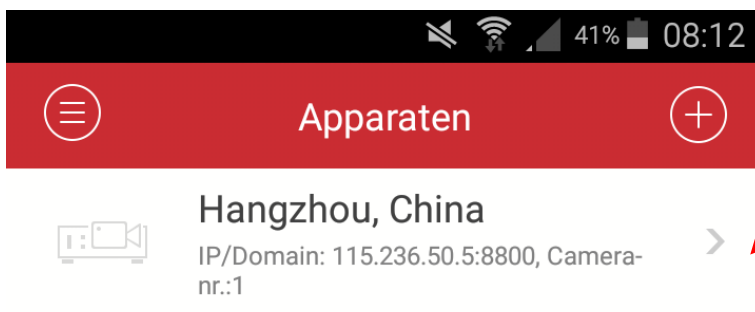 41% 08:12
Apparaten
Hangzhou, China
IP/Domain: 115.236.50.5:8800, Camera-
nr.:1